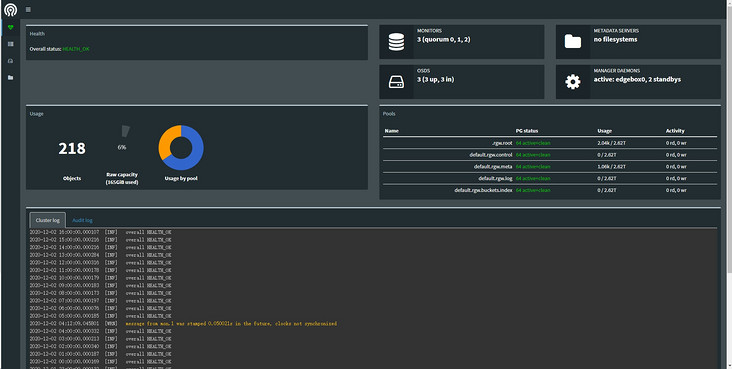 Health
Overall status: HEALTH_OK
MONITORS
3 (quorum 0, 1, 2)
METADATA SERVERS
no filesystems
OSDS
3 (3 up, 3 in)
MANAGER DAEMONS
active: edgebox0, 2 standbys
Usage
218
Objects
6%
Raw capacity
(365GiB used)
Usage by pool
Pools
Name PG status Usage Activity
.rgw.root 64 active+clean 2.04k / 2.62T 0 rd, 0 wr
default.rgw.control 64 active+clean 0 / 2.62T 0 rd, 0 wr
default.rgw.meta 64 active+clean 1.06k / 2.62T 0 rd, 0 wr
default.rgw.log 64 active+clean 0 / 2.62T 0 rd, 0 wr
default.rgw.buckets.index 64 active+clean 0 / 2.62T 0 rd, 0 wr
Cluster log Audit log
2020-12-02 16:00:00.000107 [INF] overall HEALTH_OK
2020-12-02 15:00:00.000216 [INF] overall HEALTH_OK
2020-12-02 14:00:00.000216 [INF] overall HEALTH_OK
2020-12-02 13:00:00.000284 [INF] overall HEALTH_OK
2020-12-02 12:00:00.000316 [INF] overall HEALTH_OK
2020-12-02 11:00:00.000178 [INF] overall HEALTH_OK
2020-12-02 10:00:00.000179 [INF] overall HEALTH_OK
2020-12-02 09:00:00.000183 [INF] overall HEALTH_OK
2020-12-02 08:00:00.000173 [INF] overall HEALTH_OK
2020-12-02 07:00:00.000197 [INF] overall HEALTH_OK
2020-12-02 06:00:00.000076 [INF] overall HEALTH_OK
2020-12-02 05:00:00.000165 [INF] overall HEALTH_OK
2020-12-02 04:12:09.045801 [WRN] message from mon.1 was stamped 0.050021s in the future, clocks not synchronized
2020-12-02 04:00:00.000332 [INF] overall HEALTH_OK
2020-12-02 03:00:00.000213 [INF] overall HEALTH_OK
2020-12-02 02:00:00.000340 [INF] overall HEALTH_OK
2020-12-02 01:00:00.000187 [INF] overall HEALTH_OK
2020-12-02 00:00:00.000169 [INF] overall HEALTH_OK